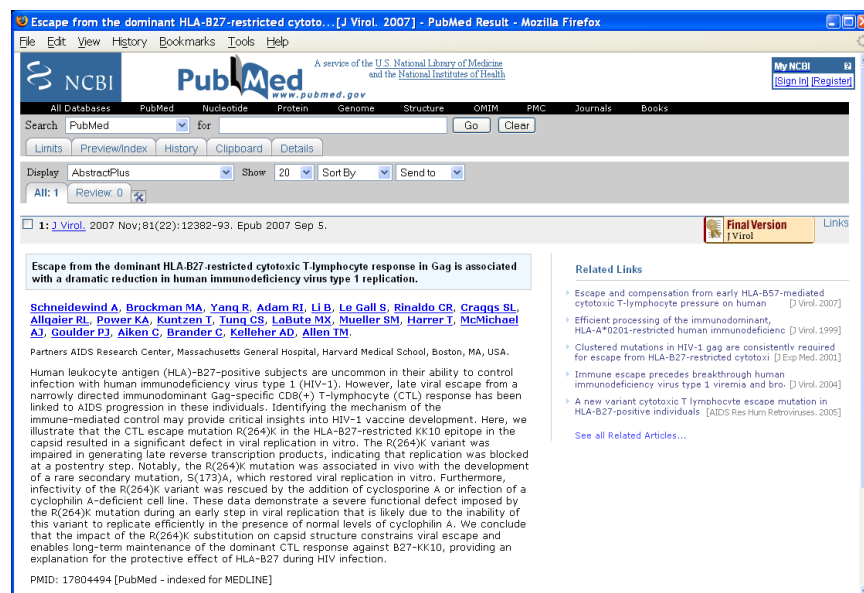 Escape from the dominant HLA-B27-restricted cytoto...[J Virol. 2007] - PubMed Result - Mozilla Firefox
File Edit View History Bookmarks Tools Help
NCBI
PubMed
www.pubmed.gov
A service of the U.S. National Library of Medicine
and the National Institutes of Health
My NCBI
[Sign In] [Register]
All Databases PubMed Nucleotide Protein Genome Structure OMIM PMC Journals Books
Search PubMed for Go Clear
Limits Preview/Index History Clipboard Details
Display AbstractPlus Show 20 Sort By Send to
All: 1 Review: 0
1: J Virol. 2007 Nov;81(22):12382-93. Epub 2007 Sep 5.
Final Version
J Virol
Links
Escape from the dominant HLA-B27-restricted cytotoxic T-lymphocyte response in Gag is associated
with a dramatic reduction in human immunodeficiency virus type 1 replication.
Schneidewind A, Brockman MA, Yang R, Adam RI, Li B, Le Gall S, Rinaldo CR, Craggs SL,
Allgaier RL, Power KA, Kuntzen T, Tung CS, LaBute MX, Mueller SM, Harrer T, McMichael
AJ, Goulder PJ, Aiken C, Brander C, Kelleher AD, Allen TM.
Partners AIDS Research Center, Massachusetts General Hospital, Harvard Medical School, Boston, MA, USA.
Human leukocyte antigen (HLA)-B27-positive subjects are uncommon in their ability to control
infection with human immunodeficiency virus type 1 (HIV-1). However, late viral escape from a
narrowly directed immunodominant Gag-specific CD8(+) T-lymphocyte (CTL) response has been
linked to AIDS progression in these individuals. Identifying the mechanism of the
immune-mediated control may provide critical insights into HIV-1 vaccine development. Here, we
illustrate that the CTL escape mutation R(264)K in the HLA-B27-restricted KK10 epitope in the
capsid resulted in a significant defect in viral replication in vitro. The R(264)K variant was
impaired in generating late reverse transcription products, indicating that replication was blocked
at a postentry step. Notably, the R(264)K mutation was associated in vivo with the development
of a rare secondary mutation, S(173)A, which restored viral replication in vitro. Furthermore,
infectivity of the R(264)K variant was rescued by the addition of cyclosporine A or infection of a
cyclophilin A-deficient cell line. These data demonstrate a severe functional defect imposed by
the R(264)K mutation during an early step in viral replication that is likely due to the inability of
this variant to replicate efficiently in the presence of normal levels of cyclophilin A. We conclude
that the impact of the R(264)K substitution on capsid structure constrains viral escape and
enables long-term maintenance of the dominant CTL response against B27-KK10, providing an
explanation for the protective effect of HLA-B27 during HIV infection.
PMID: 17804494 [PubMed - indexed for MEDLINE]
Related Links
Escape and compensation from early HLA-B57-mediated
cytotoxic T-lymphocyte pressure on human [J Virol. 2007]
Efficient processing of the immunodominant,
HLA-A*0201-restricted human immunodeficienc [J Virol. 1999]
Clustered mutations in HIV-1 gag are consistently required
for escape from HLA-B27-restricted cytotoxi [J Exp Med. 2001]
Immune escape precedes breakthrough human
immunodeficiency virus type 1 viremia and bro. [J Virol. 2004]
A new variant cytotoxic T lymphocyte escape mutation in
HLA-B27-positive individuals [AIDS Res Hum Retroviruses. 2005]
See all Related Articles...